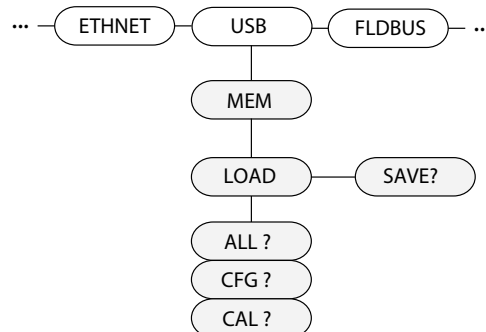 ... ETHNET USB FLDBUS ..
MEM
LOAD SAVE?
ALL ?
CFG ?
CAL ?